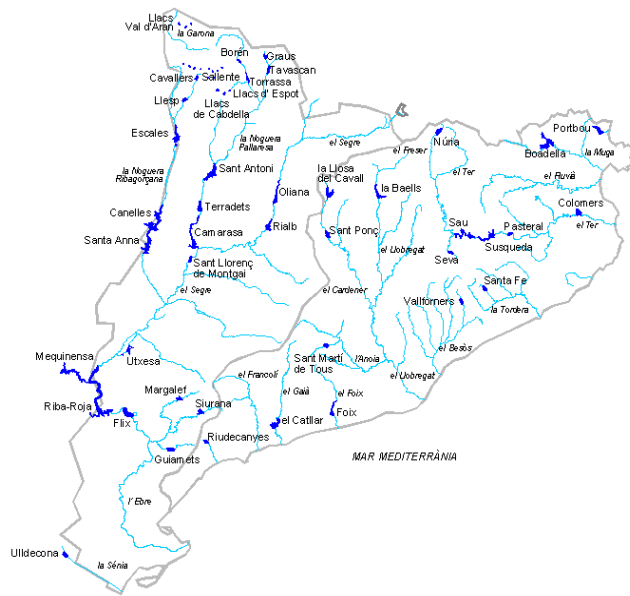 Llacs
Val d'Aran
la Garona
Borén
Graus
Tavascan
Cavallers
Sallente
Torrassa
Llacs d' Espot
Llesp
Llacs
de Cabdella
Escales
la Noguera
Pallaresa
el Segre
el Freser
Núria
Portbou
Boadella
la Muga
la Noguera
Ribagorçana
Sant Antoni
la Llosa
del Cavall
el Ter
el Fluvià
Oliana
la Baells
Canelles
Terradets
Colomers
Sau
Pasteral
el Ter
Rialb
Camarasa
Sant Ponç
Santa Anna
Susqueda
el Llobregat
Seva
Sant Llorenç
de Montgai
el Segre
el Cardener
Santa Fe
Vallforners
la Tordera
Mequinensa
Utxesa
Sant Martí
de Tous
l'Anoia
el Besòs
el Francolí
el Llobregat
Margalef
el Gaià
el Foix
Riba-Roja
Siurana
Flix
el Catllar
Foix
Riudecanyes
Guiamets
MAR MEDITERRÀNIA
l' Ebre
Ulldecona
la Sénia